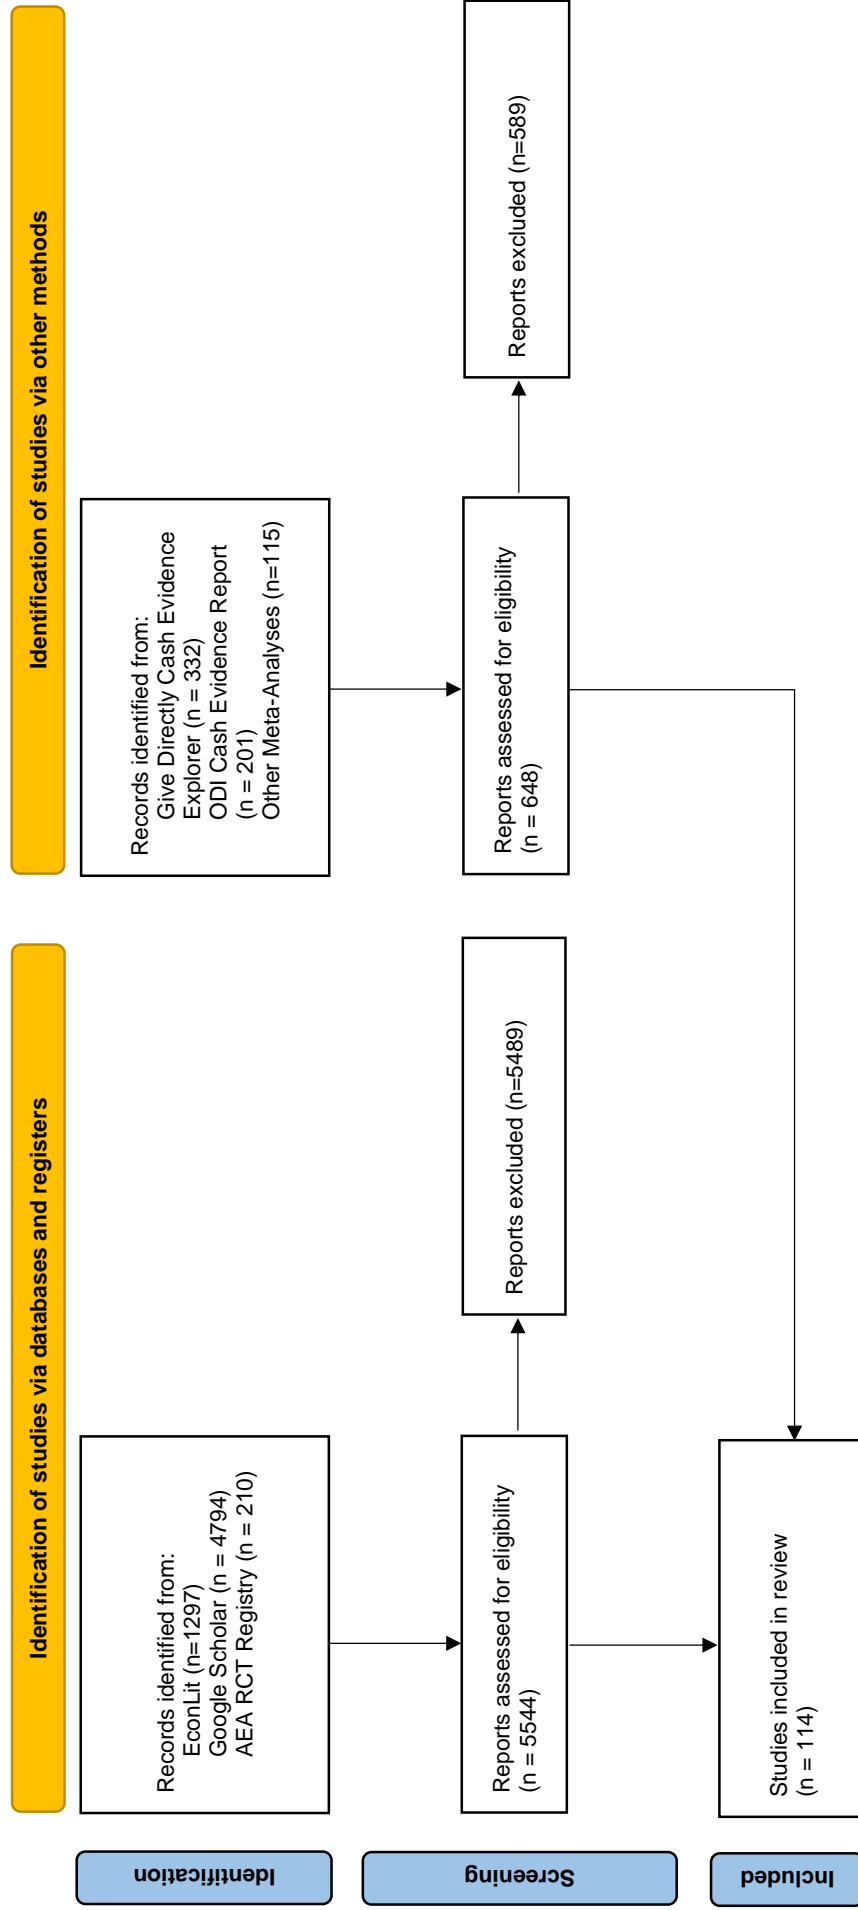 Identification of studies via databases and registers
Identification of studies via other methods
Identification
Records identified from:
EconLit (n=1297)
Google Scholar (n = 4794)
AEA RCT Registry (n = 210)
Records identified from:
Give Directly Cash Evidence
Explorer (n = 332)
ODI Cash Evidence Report
(n = 201)
Other Meta-Analyses (n=115)
Screening
Reports assessed for eligibility
(n = 5544)
Reports excluded (n=5489)
Reports assessed for eligibility
(n = 648)
Reports excluded (n=589)
Included
Studies included in review
(n = 114)